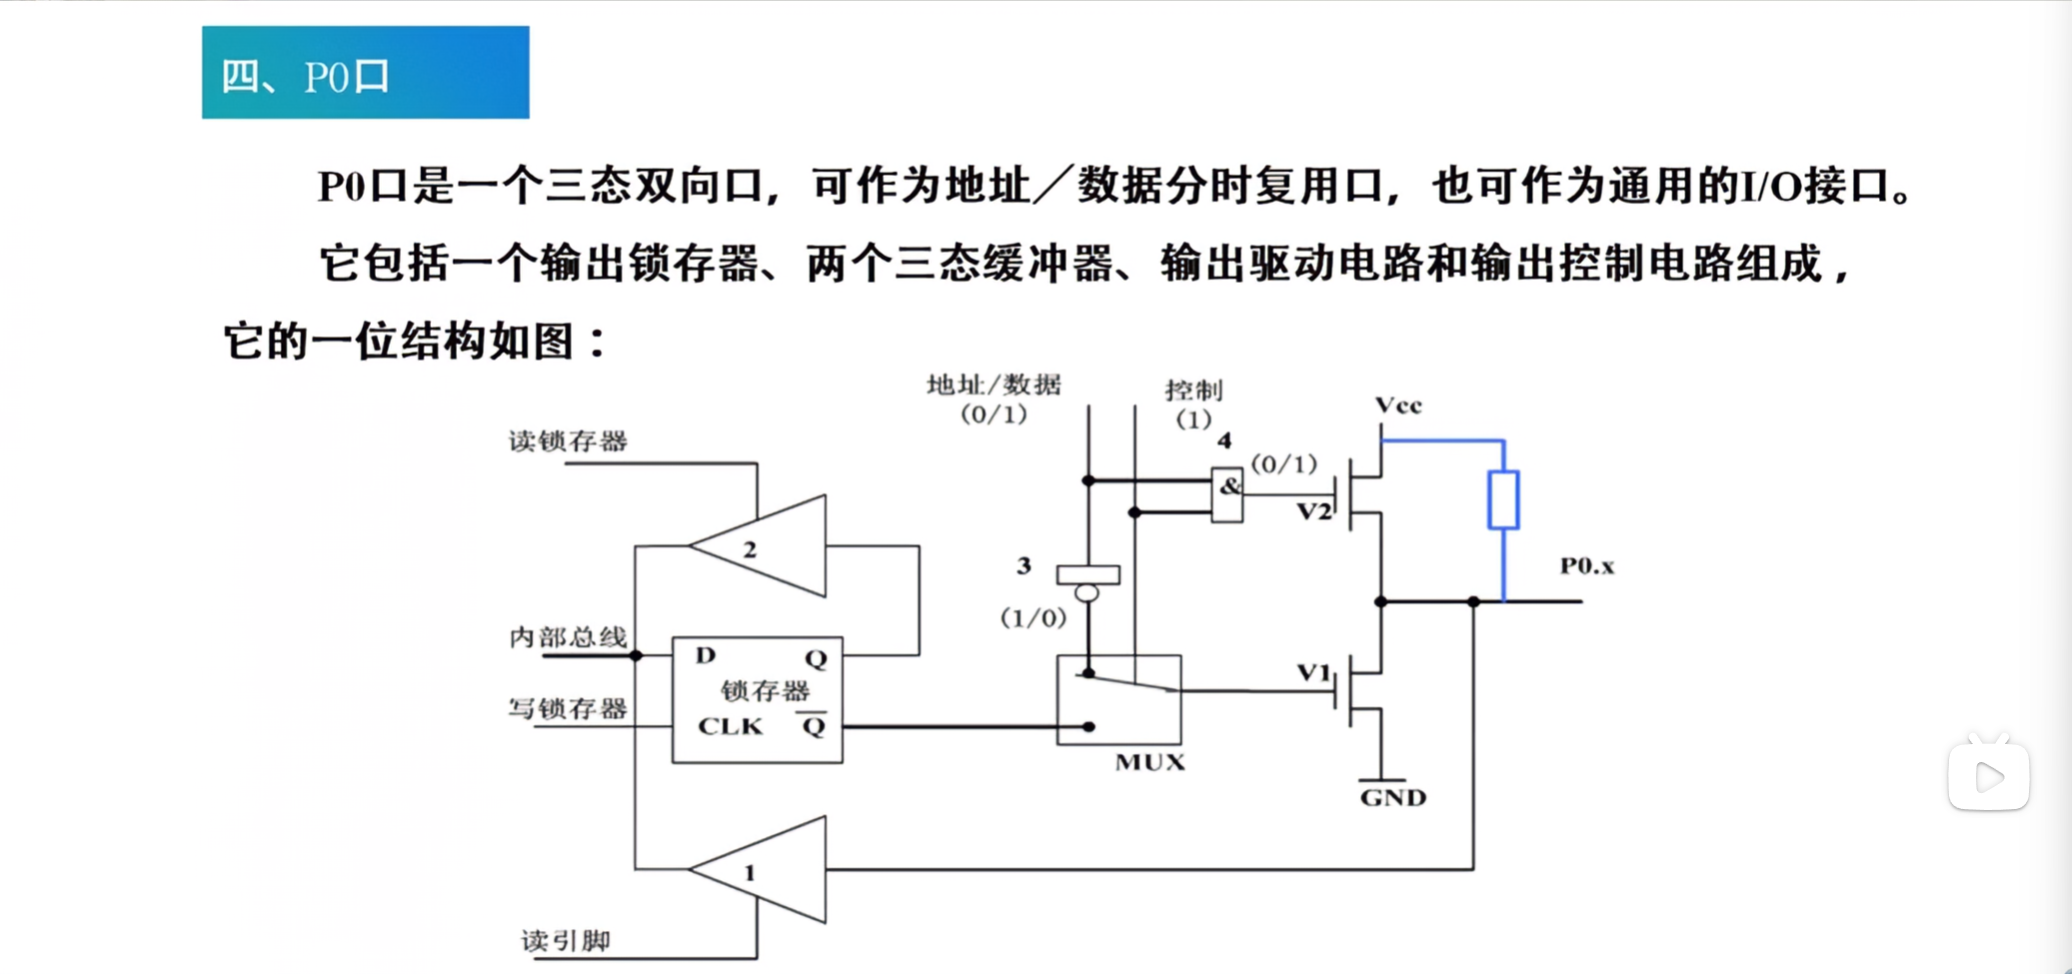 四、P0口
P0口是一个三态双向口，可作为地址／数据分时复用口，也可作为通用的I/O接口。
它包括一个输出锁存器、两个三态缓冲器、输出驱动电路和输出控制电路组成，
它的一位结构如图：
地址/数据
(0/1)
控制
(1)
Vcc
读锁存器
4
(0/1)
&
V2
2
3
P0.x
(1/0)
内部总线
D
Q
锁存器
V1
写锁存器
CLK
Q̅
MUX
GND
1
读引脚